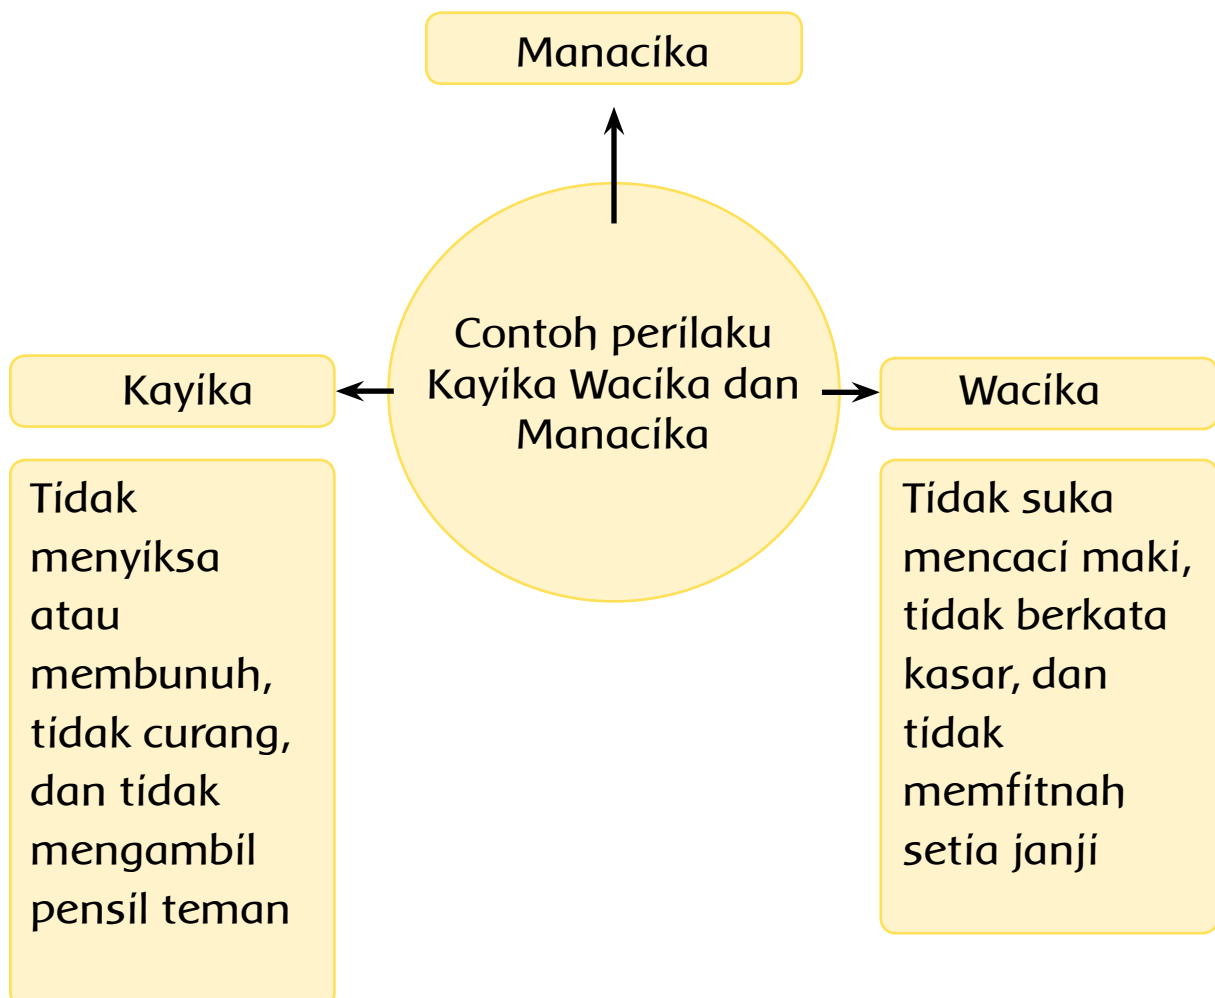 Manacika
Contoh perilaku
Kayika Wacika dan
Manacika
Kayika
Wacika
Tidak
menyiksa
atau
membunuh,
tidak curang,
dan tidak
mengambil
pensil teman
Tidak suka
mencaci maki,
tidak berkata
kasar, dan
tidak
memfitnah
setia janji